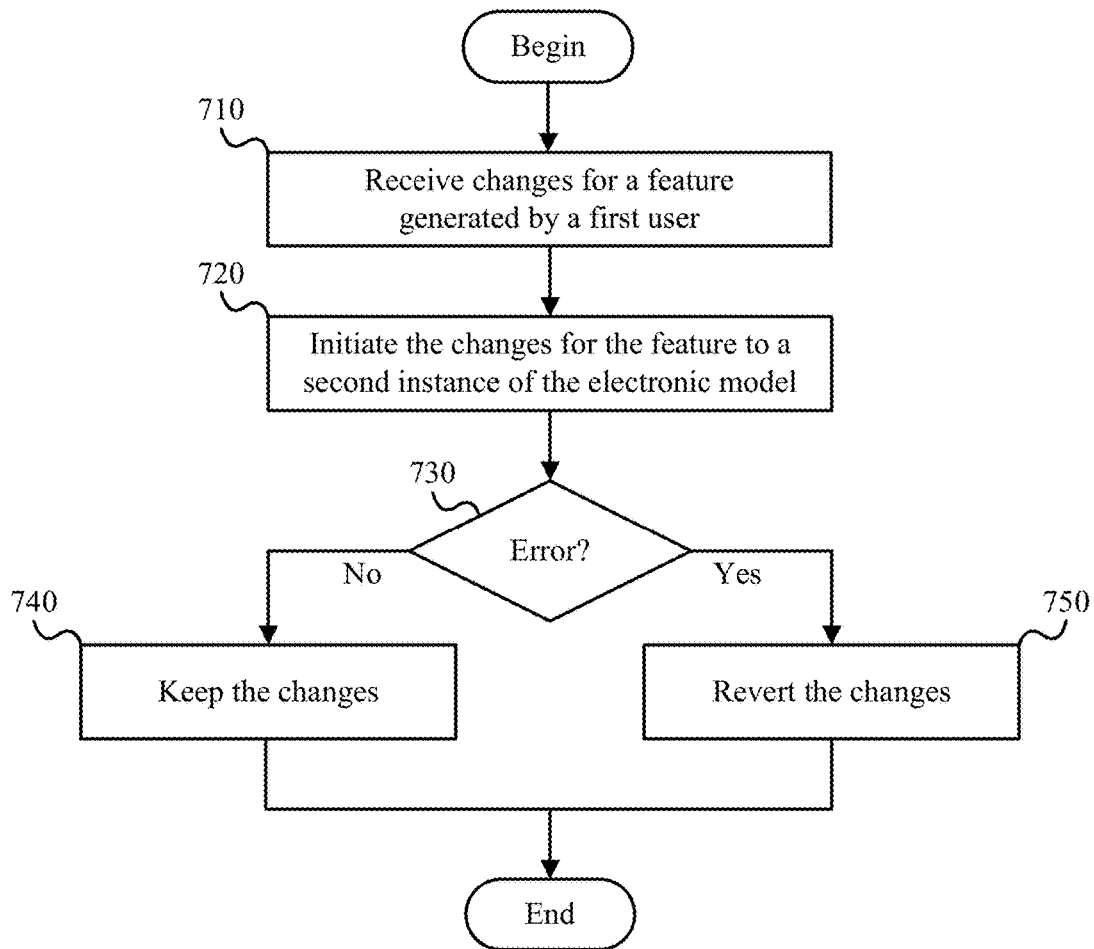 Begin
710
Receive changes for a feature
generated by a first user
720
Initiate the changes for the feature to a
second instance of the electronic model
730
Error?
No
Yes
740
750
Keep the changes
Revert the changes
End